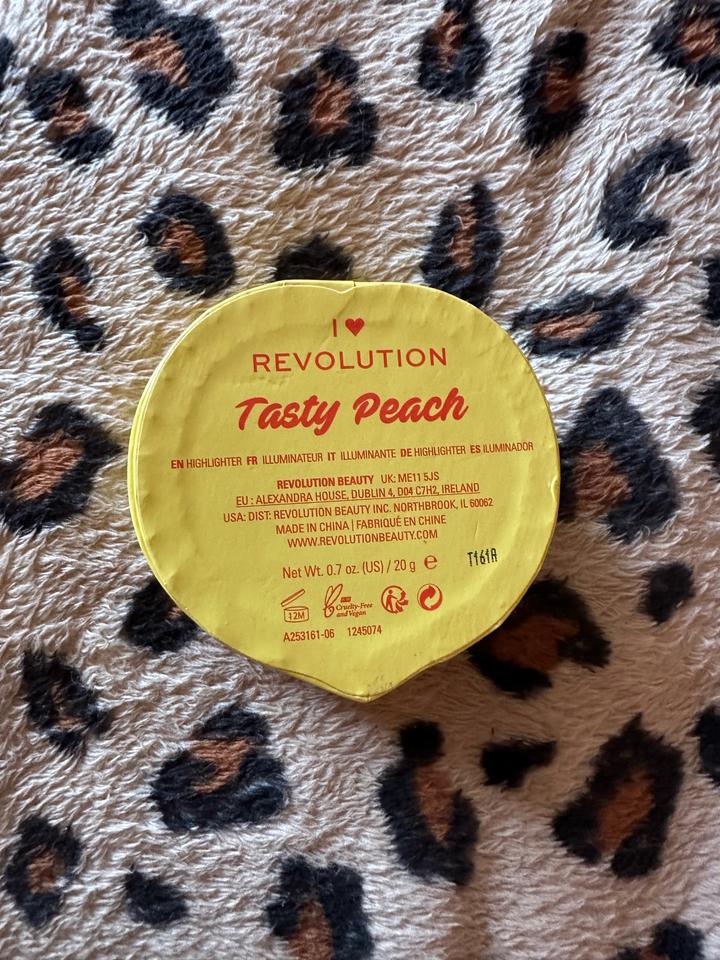 I ♥
REVOLUTION
Tasty Peach
EN HIGHLIGHTER FR ILLUMINATEUR IT ILLUMINANTE DE HIGHLIGHTER ES ILUMINADOR
REVOLUTION BEAUTY UK: ME11 5JS
EU : ALEXANDRA HOUSE, DUBLIN 4, D04 C7H2, IRELAND
USA: DIST: REVOLUTION BEAUTY INC. NORTHBROOK, IL 60062
MADE IN CHINA | FABRIQUÉ EN CHINE
WWW.REVOLUTIONBEAUTY.COM
Net Wt. 0.7 oz. (US) / 20 g ℮
T161A
12M
Cruelty-Free
and Vegan
A253161-06 1245074